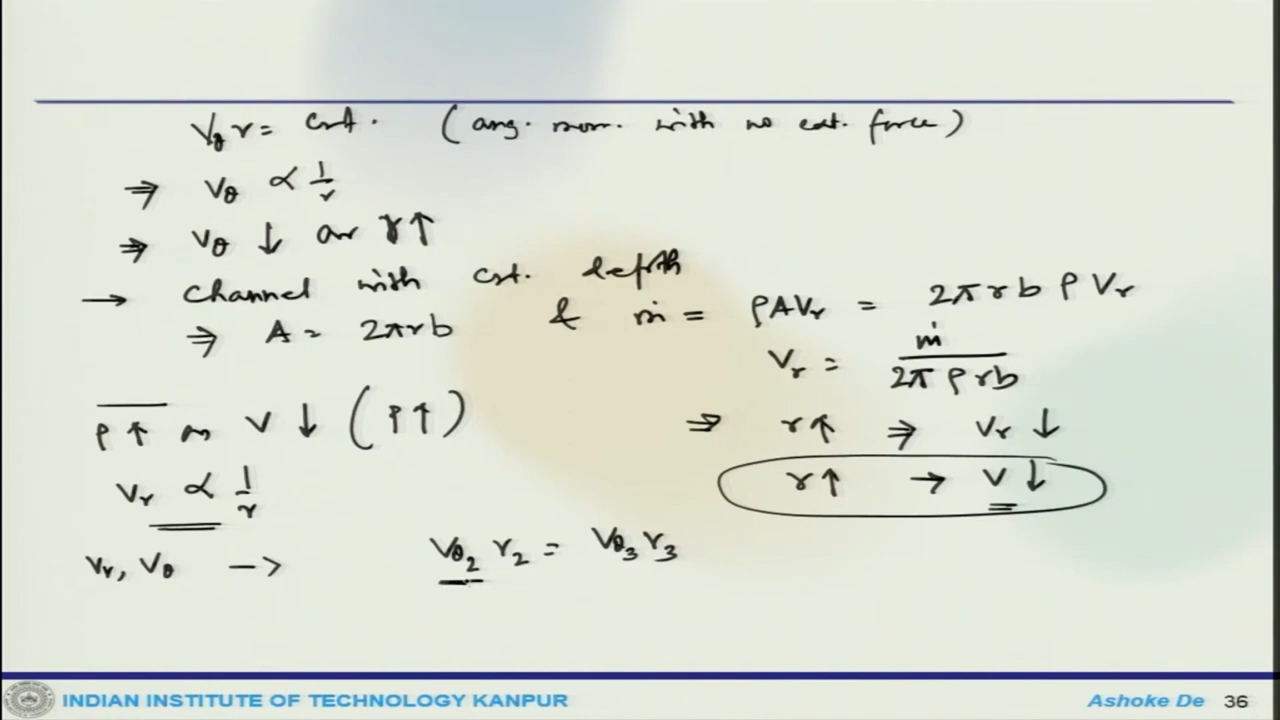 Vθ r = cst. (ang. mom. with no ext. force)
⇒ Vθ ∝ 1/r
⇒ Vθ ↓ as r ↑
→ channel with cst. depth
⇒ A = 2πrb & ṁ = ρAVr = 2πrbρVr
Vr = ṁ / 2πρrb
P ↑ as V ↓ (ρ↑)
⇒ r↑ ⇒ Vr ↓
r↑ → V ↓
Vr ∝ 1/r
Vr, Vθ → Vθ2 r2 = Vθ3 r3
INDIAN INSTITUTE OF TECHNOLOGY KANPUR
Ashoke De 36